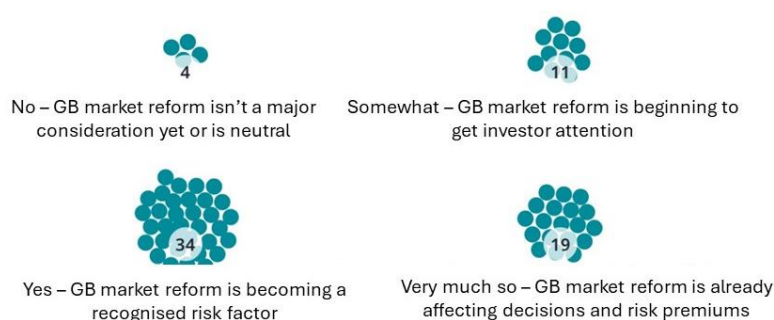 4
No – GB market reform isn't a major
consideration yet or is neutral
11
Somewhat – GB market reform is beginning to
get investor attention
34
Yes – GB market reform is becoming a
recognised risk factor
19
Very much so – GB market reform is already
affecting decisions and risk premiums